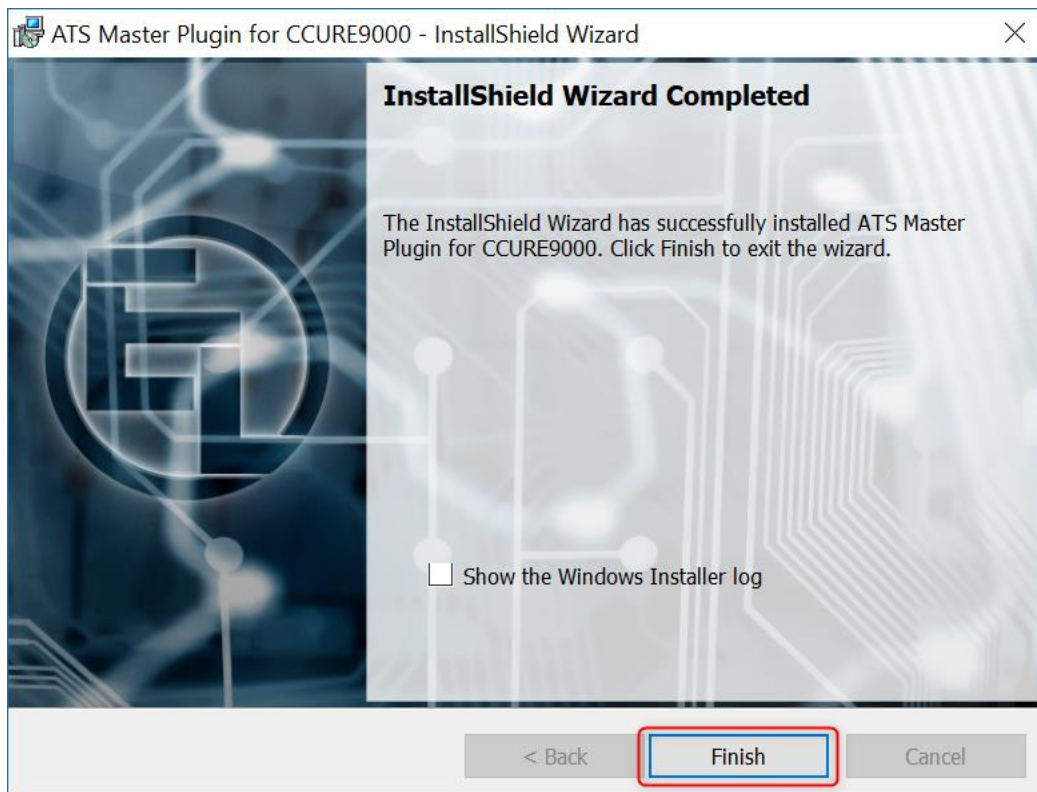 ATS Master Plugin for CCURE9000 - InstallShield Wizard
InstallShield Wizard Completed
The InstallShield Wizard has successfully installed ATS Master
Plugin for CCURE9000. Click Finish to exit the wizard.
Show the Windows Installer log
< Back
Finish
Cancel